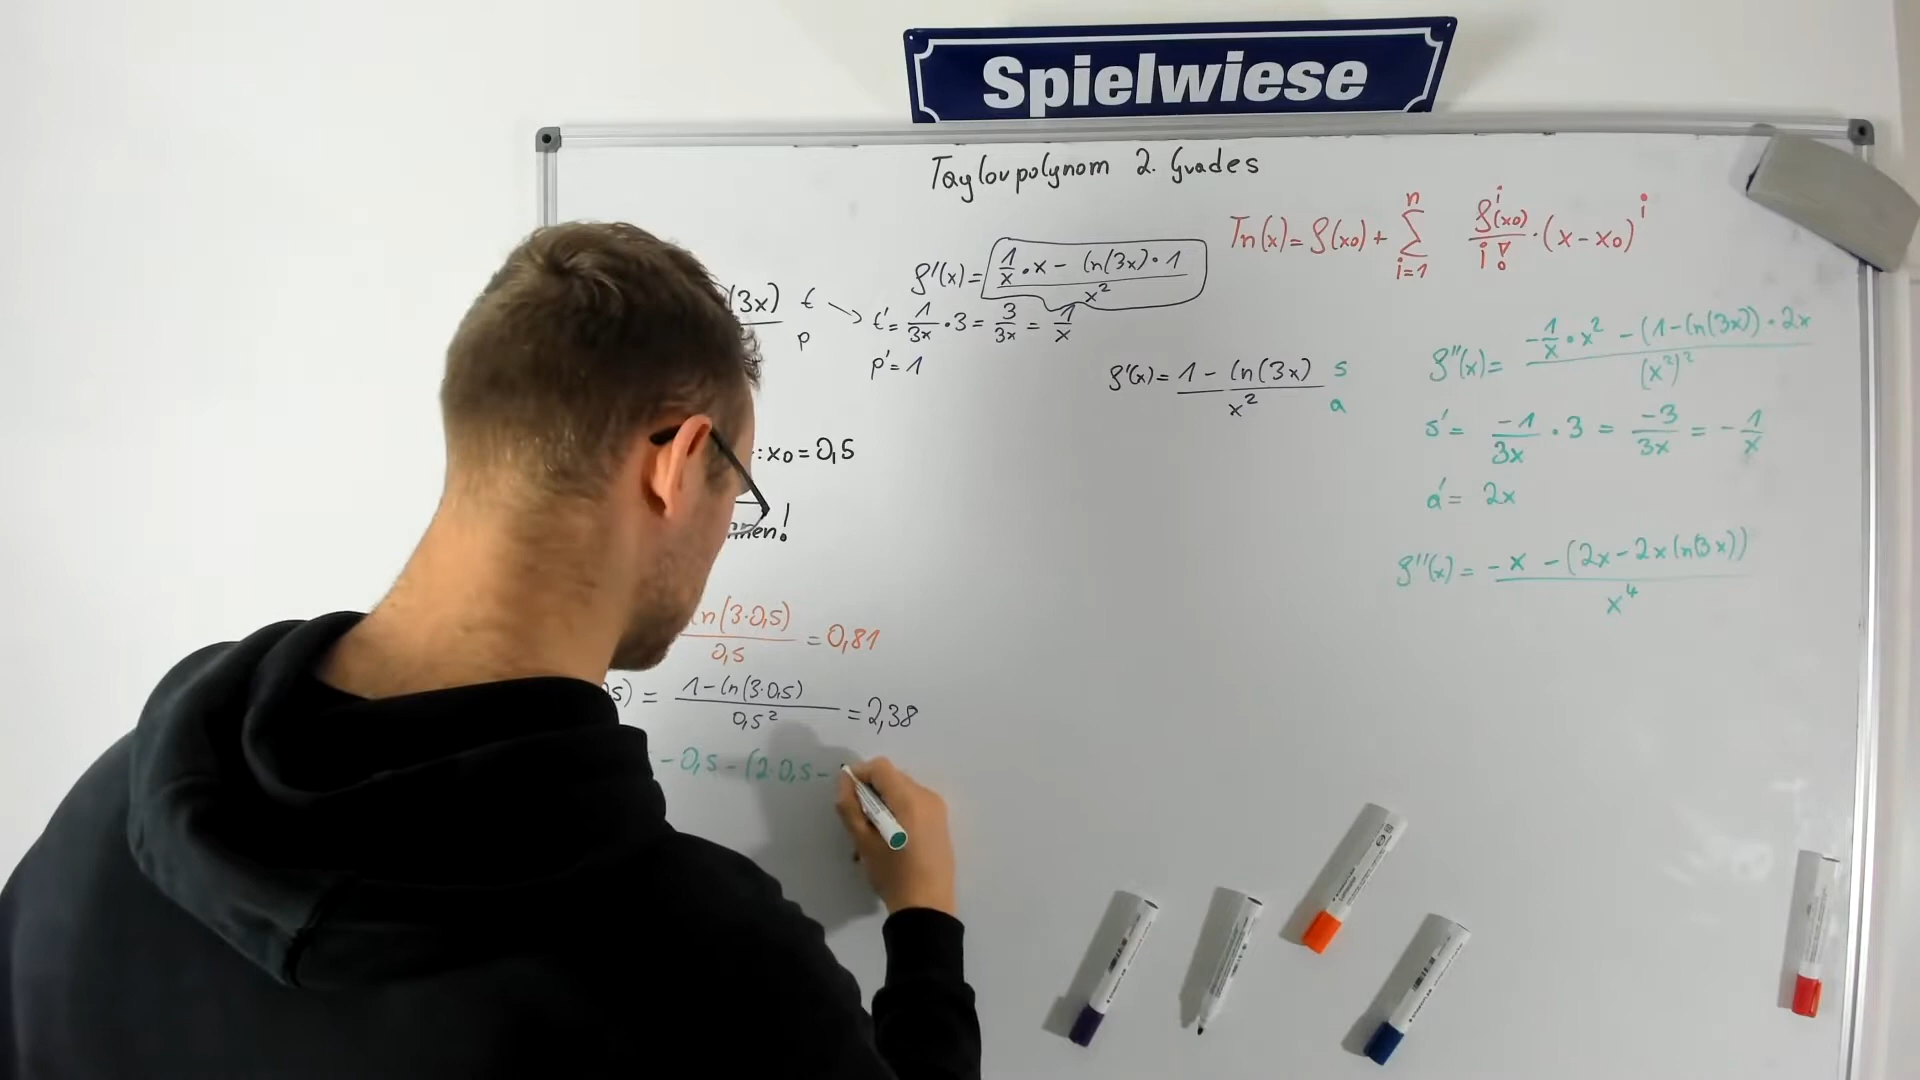 Spielwiese
Taylorpolynom 2. Grades
Tn(x) = f(x₀) + Σ i=1 n fⁱ(x₀)/i! · (x-x₀)ⁱ
f'(x) = (1/x · x - ln(3x) · 1)/x²
(3x) t
p
t' = 1/3x · 3 = 3/3x = 1/x
p' = 1
f'(x) = (1 - ln(3x))/x² s
a
: x₀ = 0,5
nnen!
ln(3·0,5)/0,5 = 0,81
,5) = (1-ln(3·0,5))/0,5² = 2,38
-0,5 - (2·0,5 -
f''(x) = (-1/x · x² - (1-ln(3x)) · 2x)/(x²)²
s' = -1/3x · 3 = -3/3x = -1/x
a' = 2x
f''(x) = (-x - (2x - 2x ln(3x)))/x⁴